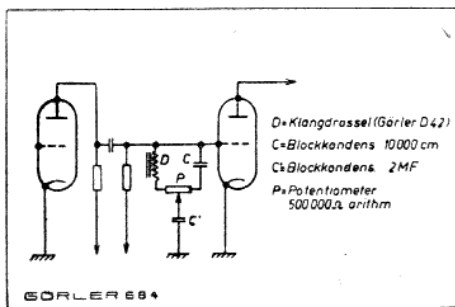 D=Klangdrossel (Görler D42)
C=Blockkondens 10000 cm
C'=Blockkondens. 2MF
P=Potentiometer
500000Ω arithm
D
C
P
C'
GÖRLER 684